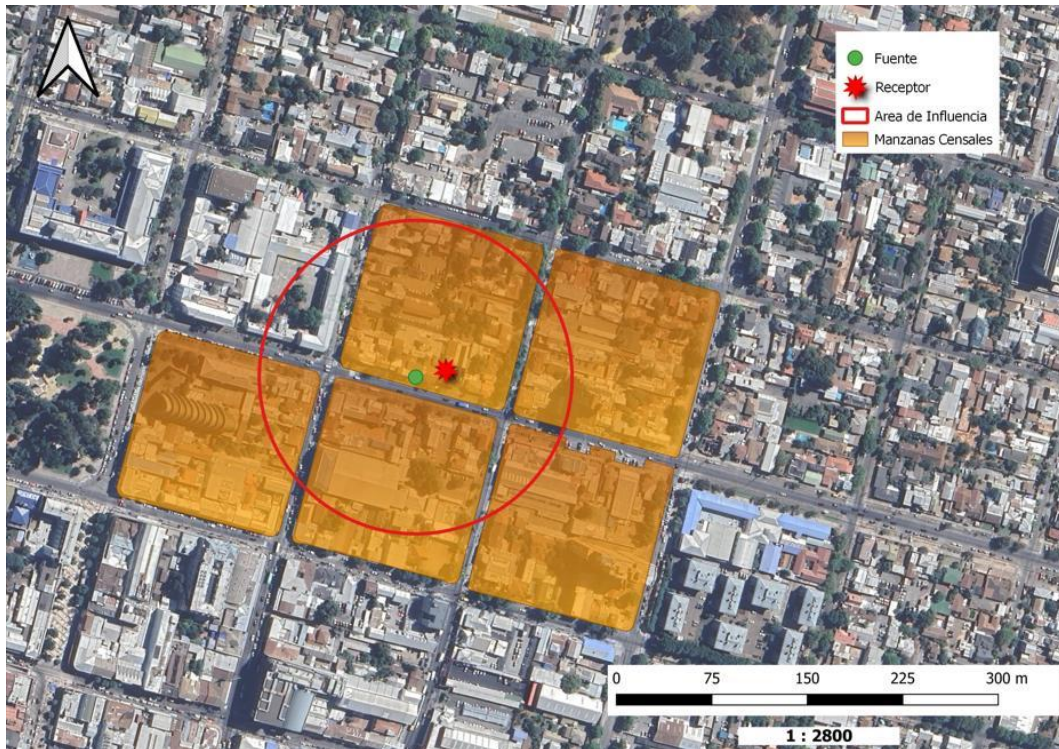 Fuente
Receptor
Area de Influencia
Manzanas Censales
0 75 150 225 300 m
1 : 2800